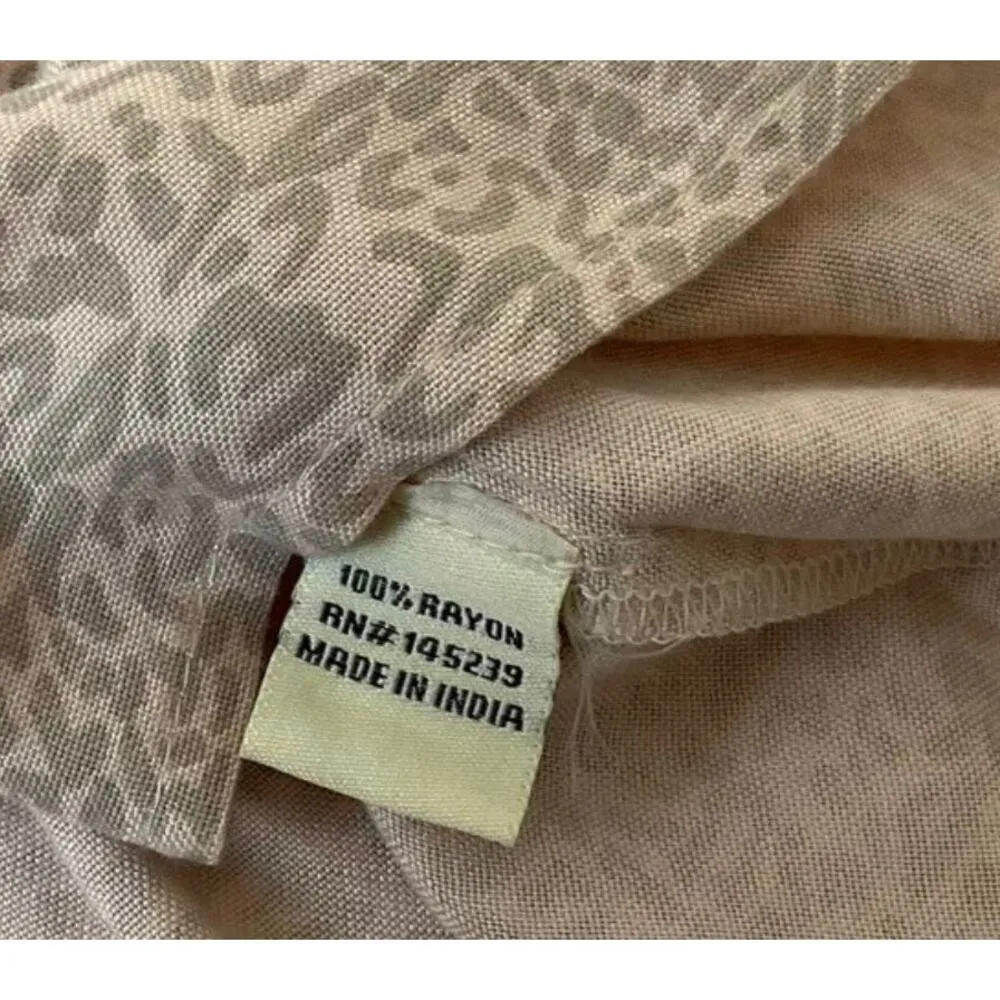 100% RAYON
RN# 145239
MADE IN INDIA